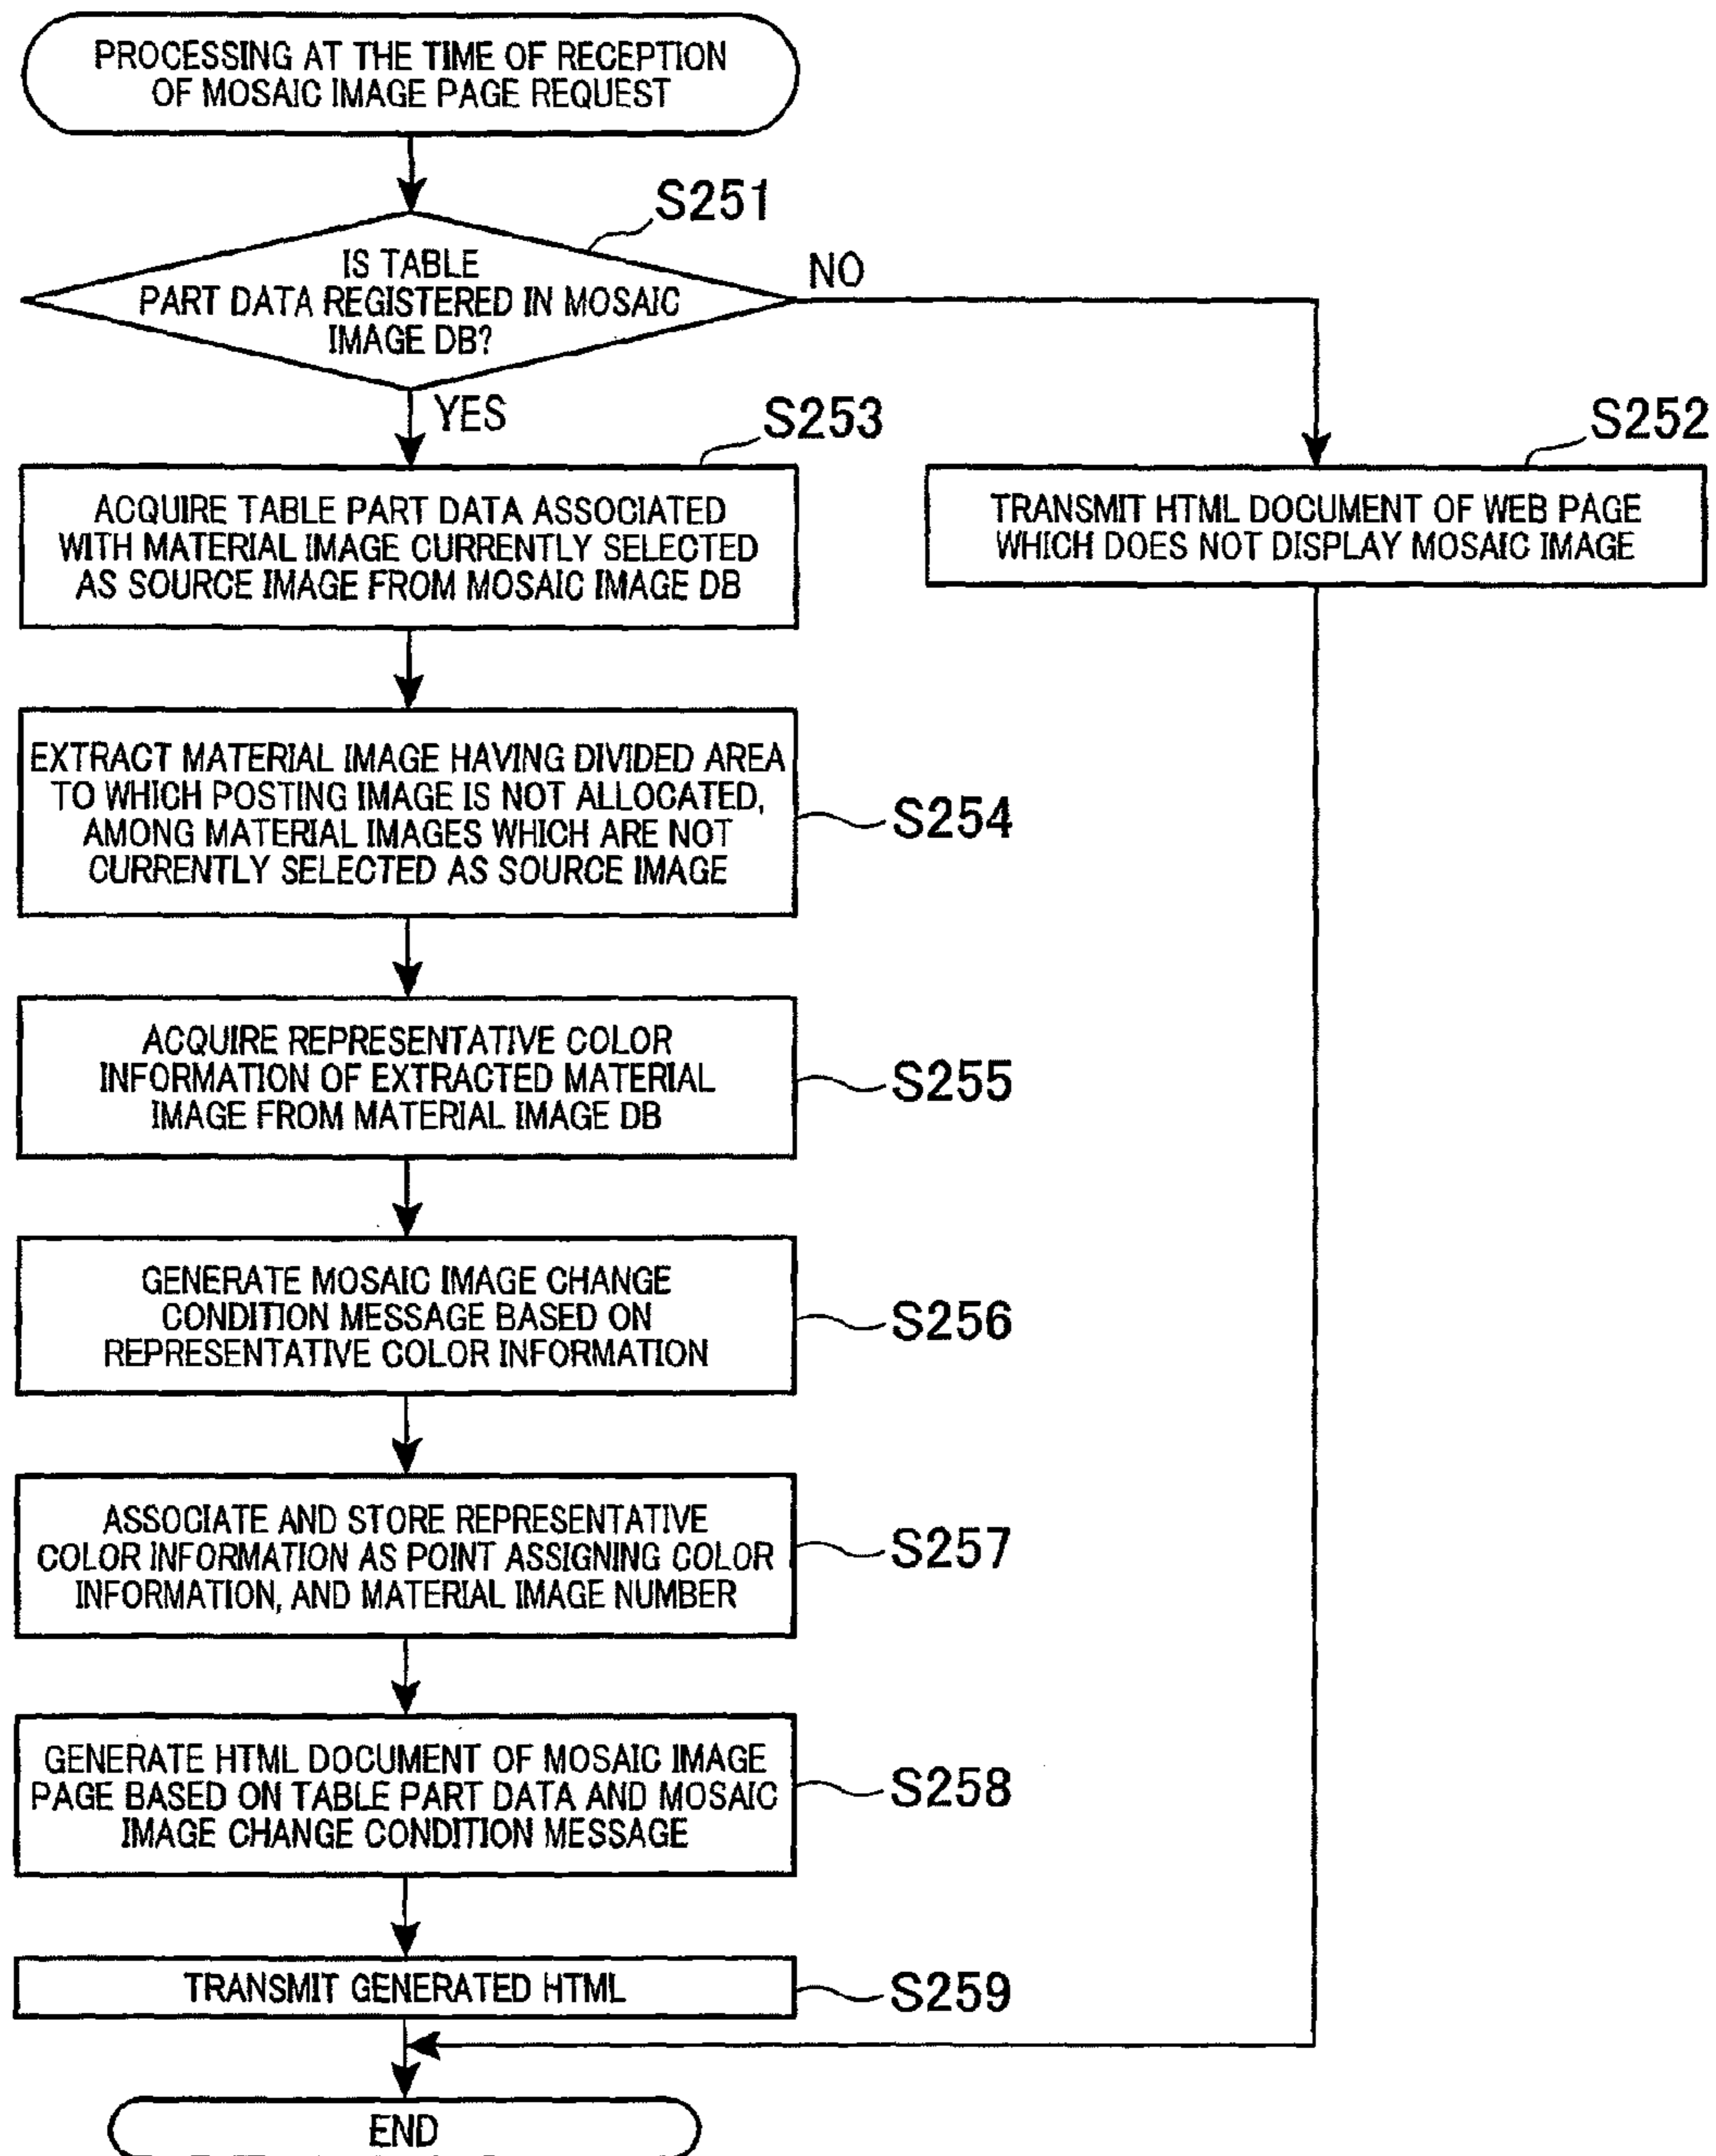 PROCESSING AT THE TIME OF RECEPTION
OF MOSAIC IMAGE PAGE REQUEST
S251
IS TABLE
PART DATA REGISTERED IN MOSAIC
IMAGE DB?
NO
YES
S253
S252
ACQUIRE TABLE PART DATA ASSOCIATED
WITH MATERIAL IMAGE CURRENTLY SELECTED
AS SOURCE IMAGE FROM MOSAIC IMAGE DB
TRANSMIT HTML DOCUMENT OF WEB PAGE
WHICH DOES NOT DISPLAY MOSAIC IMAGE
EXTRACT MATERIAL IMAGE HAVING DIVIDED AREA
TO WHICH POSTING IMAGE IS NOT ALLOCATED,
AMONG MATERIAL IMAGES WHICH ARE NOT
CURRENTLY SELECTED AS SOURCE IMAGE
S254
ACQUIRE REPRESENTATIVE COLOR
INFORMATION OF EXTRACTED MATERIAL
IMAGE FROM MATERIAL IMAGE DB
S255
GENERATE MOSAIC IMAGE CHANGE
CONDITION MESSAGE BASED ON
REPRESENTATIVE COLOR INFORMATION
S256
ASSOCIATE AND STORE REPRESENTATIVE
COLOR INFORMATION AS POINT ASSIGNING COLOR
INFORMATION, AND MATERIAL IMAGE NUMBER
S257
GENERATE HTML DOCUMENT OF MOSAIC IMAGE
PAGE BASED ON TABLE PART DATA AND MOSAIC
IMAGE CHANGE CONDITION MESSAGE
S258
TRANSMIT GENERATED HTML
S259
END